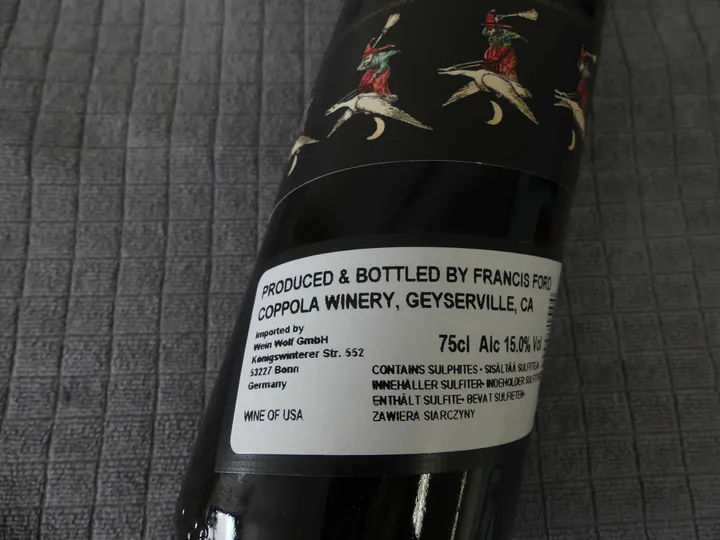 PRODUCED & BOTTLED BY FRANCIS FORD
COPPOLA WINERY, GEYSERVILLE, CA
Imported by
Wein Wolf GmbH
Königswinterer Str. 552
53227 Bonn
Germany
WINE OF USA
75cl Alc 15.0% Vol
CONTAINS SULPHITES • SISÄLTÄÄ
INNEHÅLLER SULFITER• INDEHOLDER
ENTHÄLT SULFITE • BEVAT SULFIETEN•
ZAWIERA SIARCZYNY